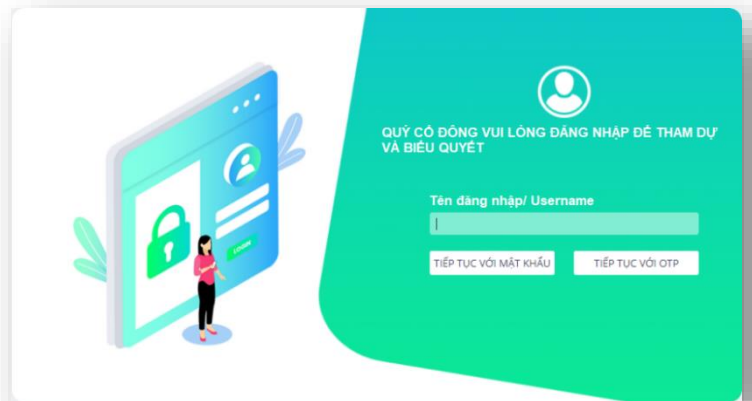 QUÝ CỔ ĐÔNG VUI LÒNG ĐĂNG NHẬP ĐỂ THAM DỰ
VÀ BIỂU QUYẾT
Tên đăng nhập/ Username
TIẾP TỤC VỚI MẬT KHẨU
TIẾP TỤC VỚI OTP
LOGIN